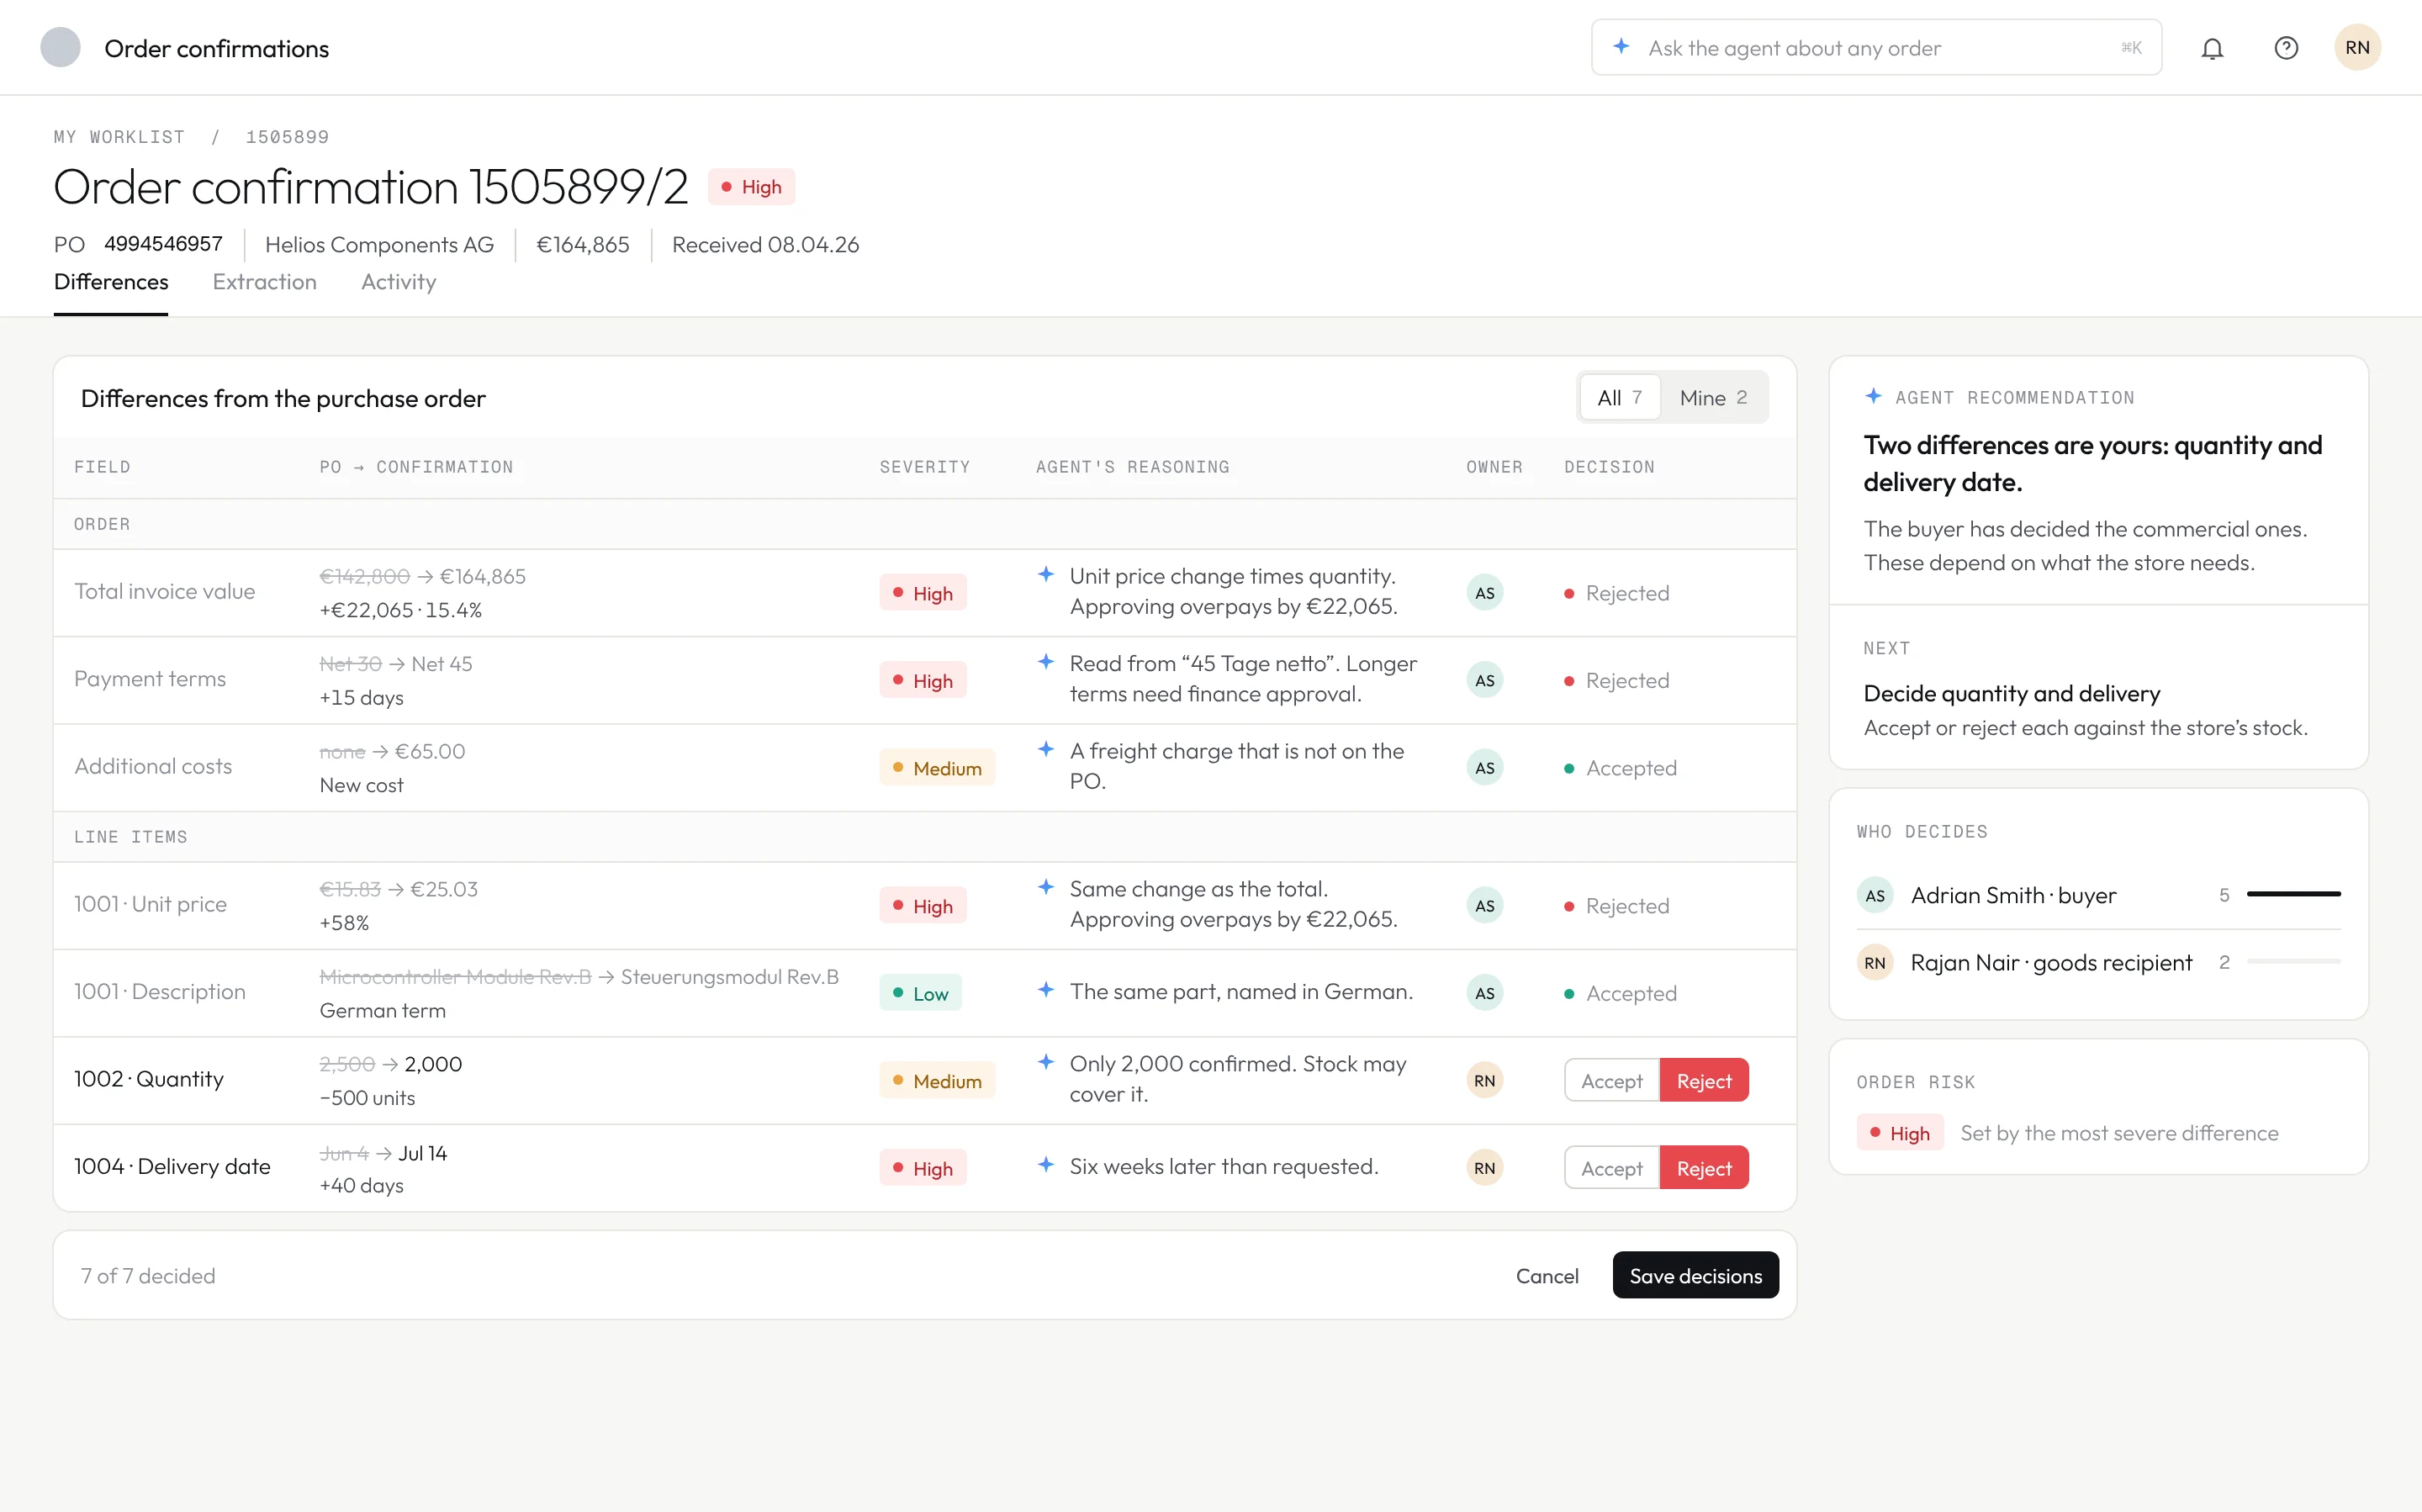 Order confirmations
Ask the agent about any order
⌘K
RN
MY WORKLIST / 1505899
Order confirmation 1505899/2
High
PO 4994546957
Helios Components AG
€164,865
Received 08.04.26
Differences
Extraction
Activity
Differences from the purchase order
All 7
Mine 2
FIELD
PO → CONFIRMATION
SEVERITY
AGENT'S REASONING
OWNER
DECISION
ORDER
Total invoice value
€142,800 → €164,865
+€22,065 · 15.4%
High
Unit price change times quantity.
Approving overpays by €22,065.
AS
Rejected
Payment terms
Net 30 → Net 45
+15 days
High
Read from “45 Tage netto”. Longer
terms need finance approval.
AS
Rejected
Additional costs
none → €65.00
New cost
Medium
A freight charge that is not on the
PO.
AS
Accepted
LINE ITEMS
1001 · Unit price
€15.83 → €25.03
+58%
High
Same change as the total.
Approving overpays by €22,065.
AS
Rejected
1001 · Description
Microcontroller Module Rev.B → Steuerungsmodul Rev.B
German term
Low
The same part, named in German.
AS
Accepted
1002 · Quantity
2,500 → 2,000
−500 units
Medium
Only 2,000 confirmed. Stock may
cover it.
RN
Accept
Reject
1004 · Delivery date
Jun 4 → Jul 14
+40 days
High
Six weeks later than requested.
RN
Accept
Reject
7 of 7 decided
Cancel
Save decisions
AGENT RECOMMENDATION
Two differences are yours: quantity and
delivery date.
The buyer has decided the commercial ones.
These depend on what the store needs.
NEXT
Decide quantity and delivery
Accept or reject each against the store’s stock.
WHO DECIDES
AS
Adrian Smith · buyer
5
RN
Rajan Nair · goods recipient
2
ORDER RISK
High
Set by the most severe difference